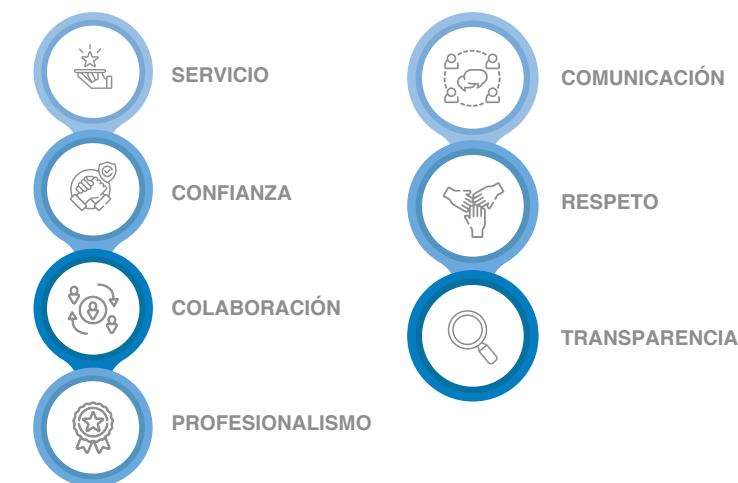 SERVICIO
CONFIANZA
COLABORACIÓN
PROFESIONALISMO
COMUNICACIÓN
RESPETO
TRANSPARENCIA